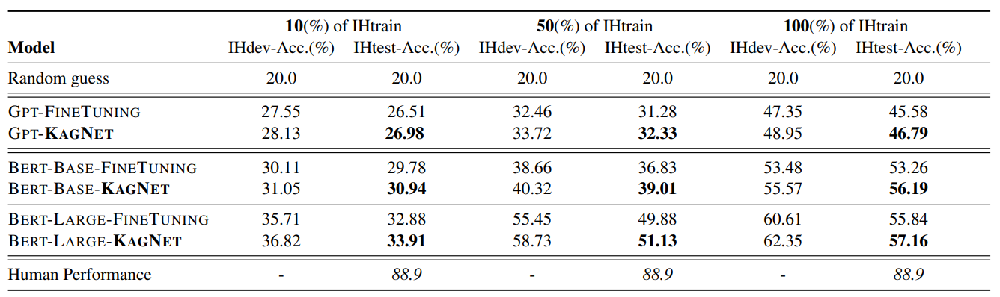 10(%) of IHtrain 50(%) of IHtrain 100(%) of IHtrain
Model IHdev-Acc.(%) IHtest-Acc.(%) IHdev-Acc.(%) IHtest-Acc.(%) IHdev-Acc.(%) IHtest-Acc.(%)
Random guess 20.0 20.0 20.0 20.0 20.0 20.0
GPT-FINETUNING 27.55 26.51 32.46 31.28 47.35 45.58
GPT-KAGNET 28.13 26.98 33.72 32.33 48.95 46.79
BERT-BASE-FINETUNING 30.11 29.78 38.66 36.83 53.48 53.26
BERT-BASE-KAGNET 31.05 30.94 40.32 39.01 55.57 56.19
BERT-LARGE-FINETUNING 35.71 32.88 55.45 49.88 60.61 55.84
BERT-LARGE-KAGNET 36.82 33.91 58.73 51.13 62.35 57.16
Human Performance - 88.9 - 88.9 - 88.9